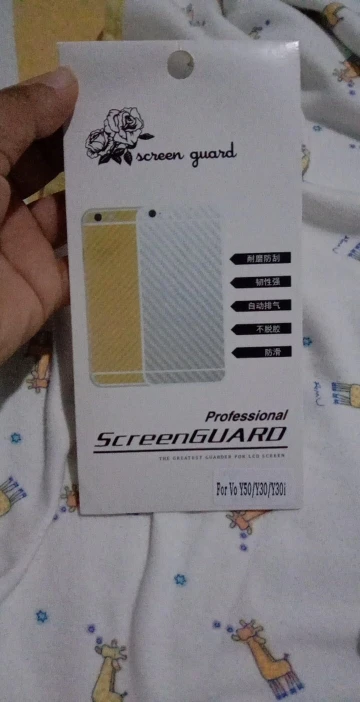 screen guard
耐磨防刮
韧性强
自动排气
不脱胶
防滑
Professional
ScreenGUARD
THE GREATEST GUARDER FOR LCD SCREEN
For Vo Y50/Y30/Y30i